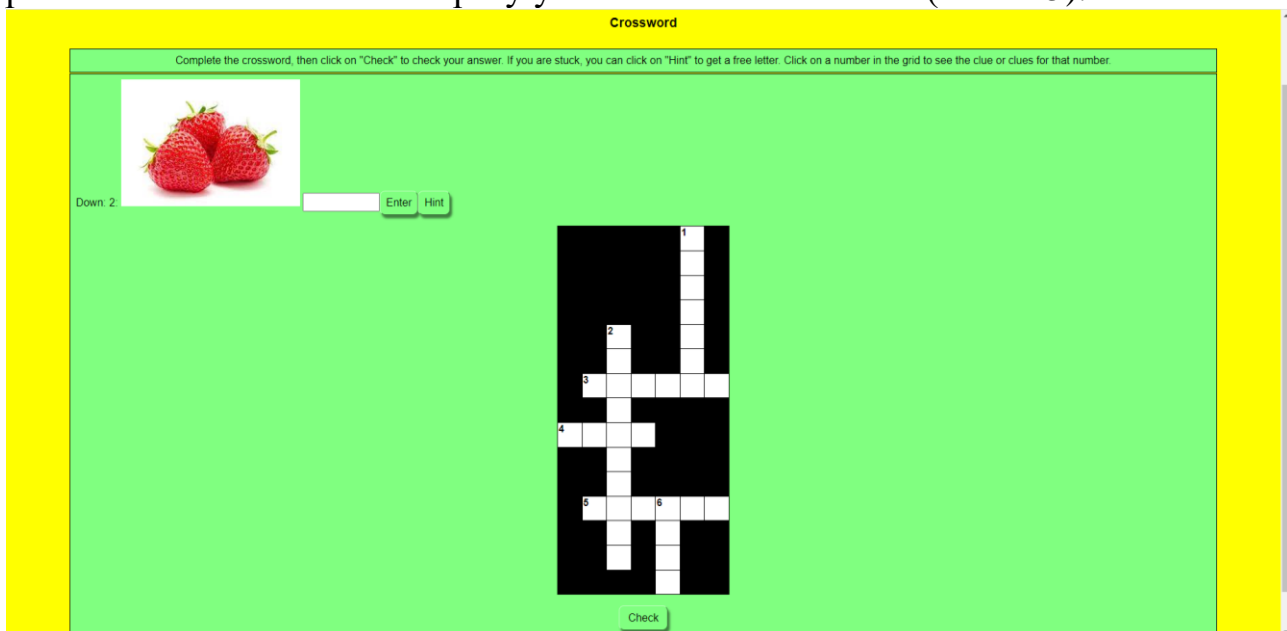 Crossword
Complete the crossword, then click on "Check" to check your answer. If you are stuck, you can click on "Hint" to get a free letter. Click on a number in the grid to see the clue or clues for that number.
Down: 2: Enter Hint
1
2
3
4
5 6
Check